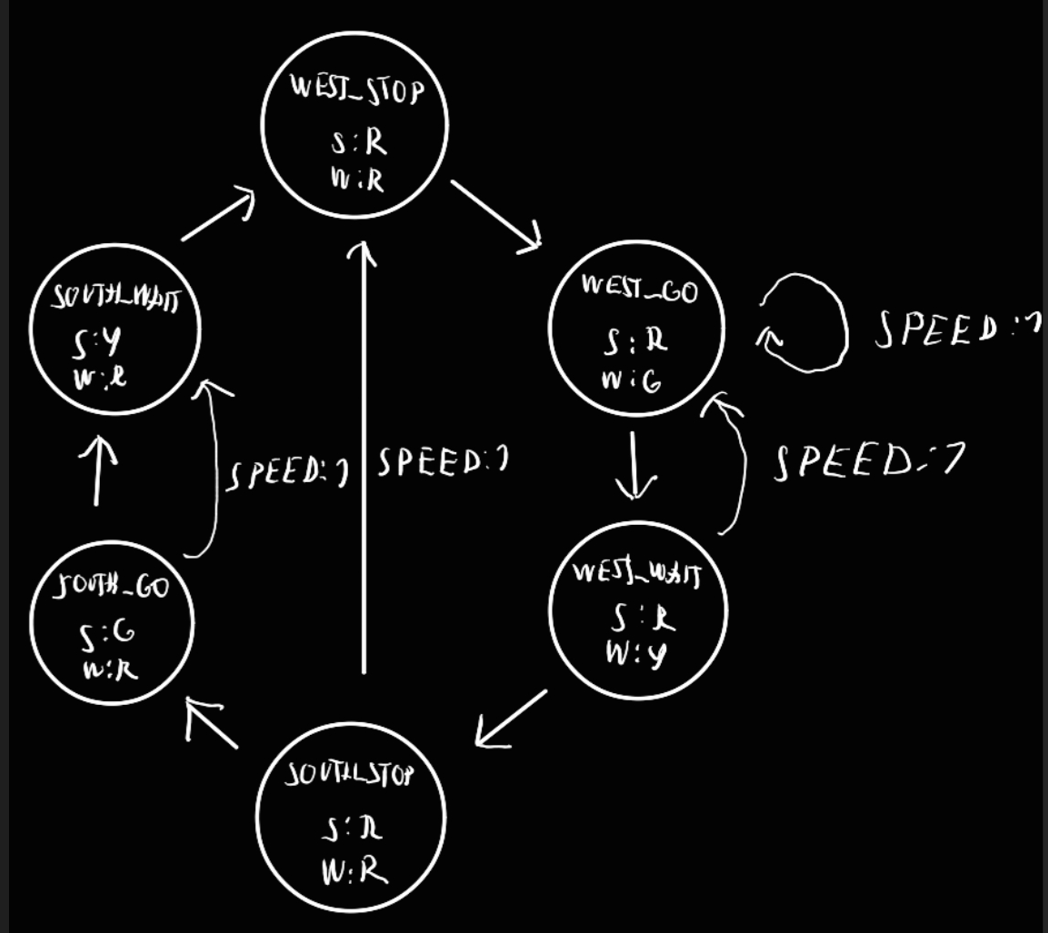 WEST_STOP
S:R
W:R
SOUTH_WAIT
S:Y
W:R
WEST_GO
S:R
W:G
SPEED:
SPEED:
SPEED:
SPEED:
SOUTH_GO
S:G
W:R
WEST_WAIT
S:R
W:Y
SOUTH_STOP
S:R
W:R